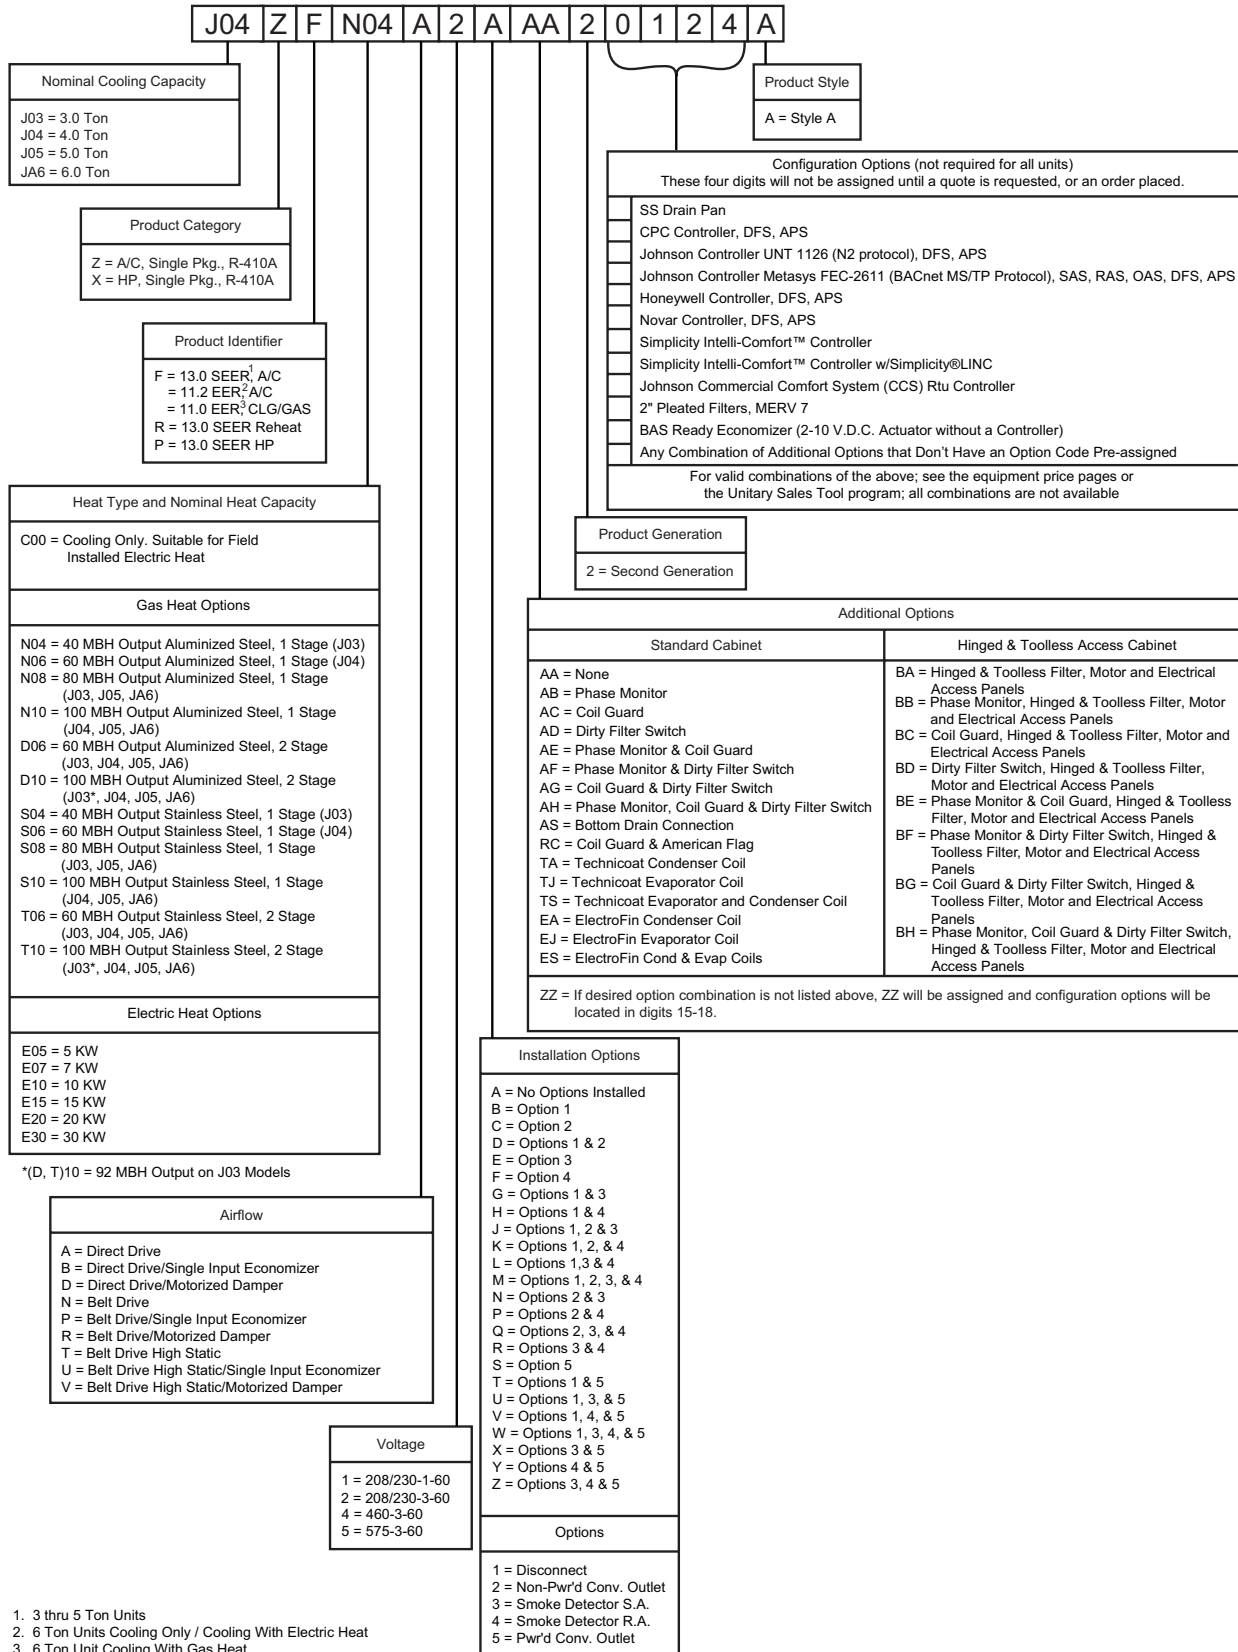 J04 Z F N04 A 2 A AA 2 0 1 2 4 A
Nominal Cooling Capacity
J03 = 3.0 Ton
J04 = 4.0 Ton
J05 = 5.0 Ton
JA6 = 6.0 Ton
Product Category
Z = A/C, Single Pkg., R-410A
X = HP, Single Pkg., R-410A
Product Identifier
F = 13.0 SEER,1 A/C
= 11.2 EER,2 A/C
= 11.0 EER,3 CLG/GAS
R = 13.0 SEER Reheat
P = 13.0 SEER HP
Heat Type and Nominal Heat Capacity
C00 = Cooling Only. Suitable for Field
Installed Electric Heat
Gas Heat Options
N04 = 40 MBH Output Aluminized Steel, 1 Stage (J03)
N06 = 60 MBH Output Aluminized Steel, 1 Stage (J04)
N08 = 80 MBH Output Aluminized Steel, 1 Stage
(J03, J05, JA6)
N10 = 100 MBH Output Aluminized Steel, 1 Stage
(J04, J05, JA6)
D06 = 60 MBH Output Aluminized Steel, 2 Stage
(J03, J04, J05, JA6)
D10 = 100 MBH Output Aluminized Steel, 2 Stage
(J03*, J04, J05, JA6)
S04 = 40 MBH Output Stainless Steel, 1 Stage (J03)
S06 = 60 MBH Output Stainless Steel, 1 Stage (J04)
S08 = 80 MBH Output Stainless Steel, 1 Stage
(J03, J05, JA6)
S10 = 100 MBH Output Stainless Steel, 1 Stage
(J04, J05, JA6)
T06 = 60 MBH Output Stainless Steel, 2 Stage
(J03, J04, J05, JA6)
T10 = 100 MBH Output Stainless Steel, 2 Stage
(J03*, J04, J05, JA6)
Electric Heat Options
E05 = 5 KW
E07 = 7 KW
E10 = 10 KW
E15 = 15 KW
E20 = 20 KW
E30 = 30 KW
*(D, T)10 = 92 MBH Output on J03 Models
Airflow
A = Direct Drive
B = Direct Drive/Single Input Economizer
D = Direct Drive/Motorized Damper
N = Belt Drive
P = Belt Drive/Single Input Economizer
R = Belt Drive/Motorized Damper
T = Belt Drive High Static
U = Belt Drive High Static/Single Input Economizer
V = Belt Drive High Static/Motorized Damper
Voltage
1 = 208/230-1-60
2 = 208/230-3-60
4 = 460-3-60
5 = 575-3-60
Installation Options
A = No Options Installed
B = Option 1
C = Option 2
D = Options 1 & 2
E = Option 3
F = Option 4
G = Options 1 & 3
H = Options 1 & 4
J = Options 1, 2 & 3
K = Options 1, 2, & 4
L = Options 1,3 & 4
M = Options 1, 2, 3, & 4
N = Options 2 & 3
P = Options 2 & 4
Q = Options 2, 3, & 4
R = Options 3 & 4
S = Option 5
T = Options 1 & 5
U = Options 1, 3, & 5
V = Options 1, 4, & 5
W = Options 1, 3, 4, & 5
X = Options 3 & 5
Y = Options 4 & 5
Z = Options 3, 4 & 5
Options
1 = Disconnect
2 = Non-Pwr'd Conv. Outlet
3 = Smoke Detector S.A.
4 = Smoke Detector R.A.
5 = Pwr'd Conv. Outlet
Additional Options
Standard Cabinet
AA = None
AB = Phase Monitor
AC = Coil Guard
AD = Dirty Filter Switch
AE = Phase Monitor & Coil Guard
AF = Phase Monitor & Dirty Filter Switch
AG = Coil Guard & Dirty Filter Switch
AH = Phase Monitor, Coil Guard & Dirty Filter Switch
AS = Bottom Drain Connection
RC = Coil Guard & American Flag
TA = Technicoat Condenser Coil
TJ = Technicoat Evaporator Coil
TS = Technicoat Evaporator and Condenser Coil
EA = ElectroFin Condenser Coil
EJ = ElectroFin Evaporator Coil
ES = ElectroFin Cond & Evap Coils
Hinged & Toolless Access Cabinet
BA = Hinged & Toolless Filter, Motor and Electrical
Access Panels
BB = Phase Monitor, Hinged & Toolless Filter, Motor
and Electrical Access Panels
BC = Coil Guard, Hinged & Toolless Filter, Motor and
Electrical Access Panels
BD = Dirty Filter Switch, Hinged & Toolless Filter,
Motor and Electrical Access Panels
BE = Phase Monitor & Coil Guard, Hinged & Toolless
Filter, Motor and Electrical Access Panels
BF = Phase Monitor & Dirty Filter Switch, Hinged &
Toolless Filter, Motor and Electrical Access
Panels
BG = Coil Guard & Dirty Filter Switch, Hinged &
Toolless Filter, Motor and Electrical Access
Panels
BH = Phase Monitor, Coil Guard & Dirty Filter Switch,
Hinged & Toolless Filter, Motor and Electrical
Access Panels
ZZ = If desired option combination is not listed above, ZZ will be assigned and configuration options will be
located in digits 15-18.
Product Generation
2 = Second Generation
Configuration Options (not required for all units)
These four digits will not be assigned until a quote is requested, or an order placed.
SS Drain Pan
CPC Controller, DFS, APS
Johnson Controller UNT 1126 (N2 protocol), DFS, APS
Johnson Controller Metasys FEC-2611 (BACnet MS/TP Protocol), SAS, RAS, OAS, DFS, APS
Honeywell Controller, DFS, APS
Novar Controller, DFS, APS
Simplicity Intelli-Comfort™ Controller
Simplicity Intelli-Comfort™ Controller w/Simplicity®LINC
Johnson Commercial Comfort System (CCS) Rtu Controller
2" Pleated Filters, MERV 7
BAS Ready Economizer (2-10 V.D.C. Actuator without a Controller)
Any Combination of Additional Options that Don't Have an Option Code Pre-assigned
For valid combinations of the above; see the equipment price pages or
the Unitary Sales Tool program; all combinations are not available
Product Style
A = Style A
1. 3 thru 5 Ton Units
2. 6 Ton Units Cooling Only / Cooling With Electric Heat
3. 6 Ton Unit Cooling With Gas Heat